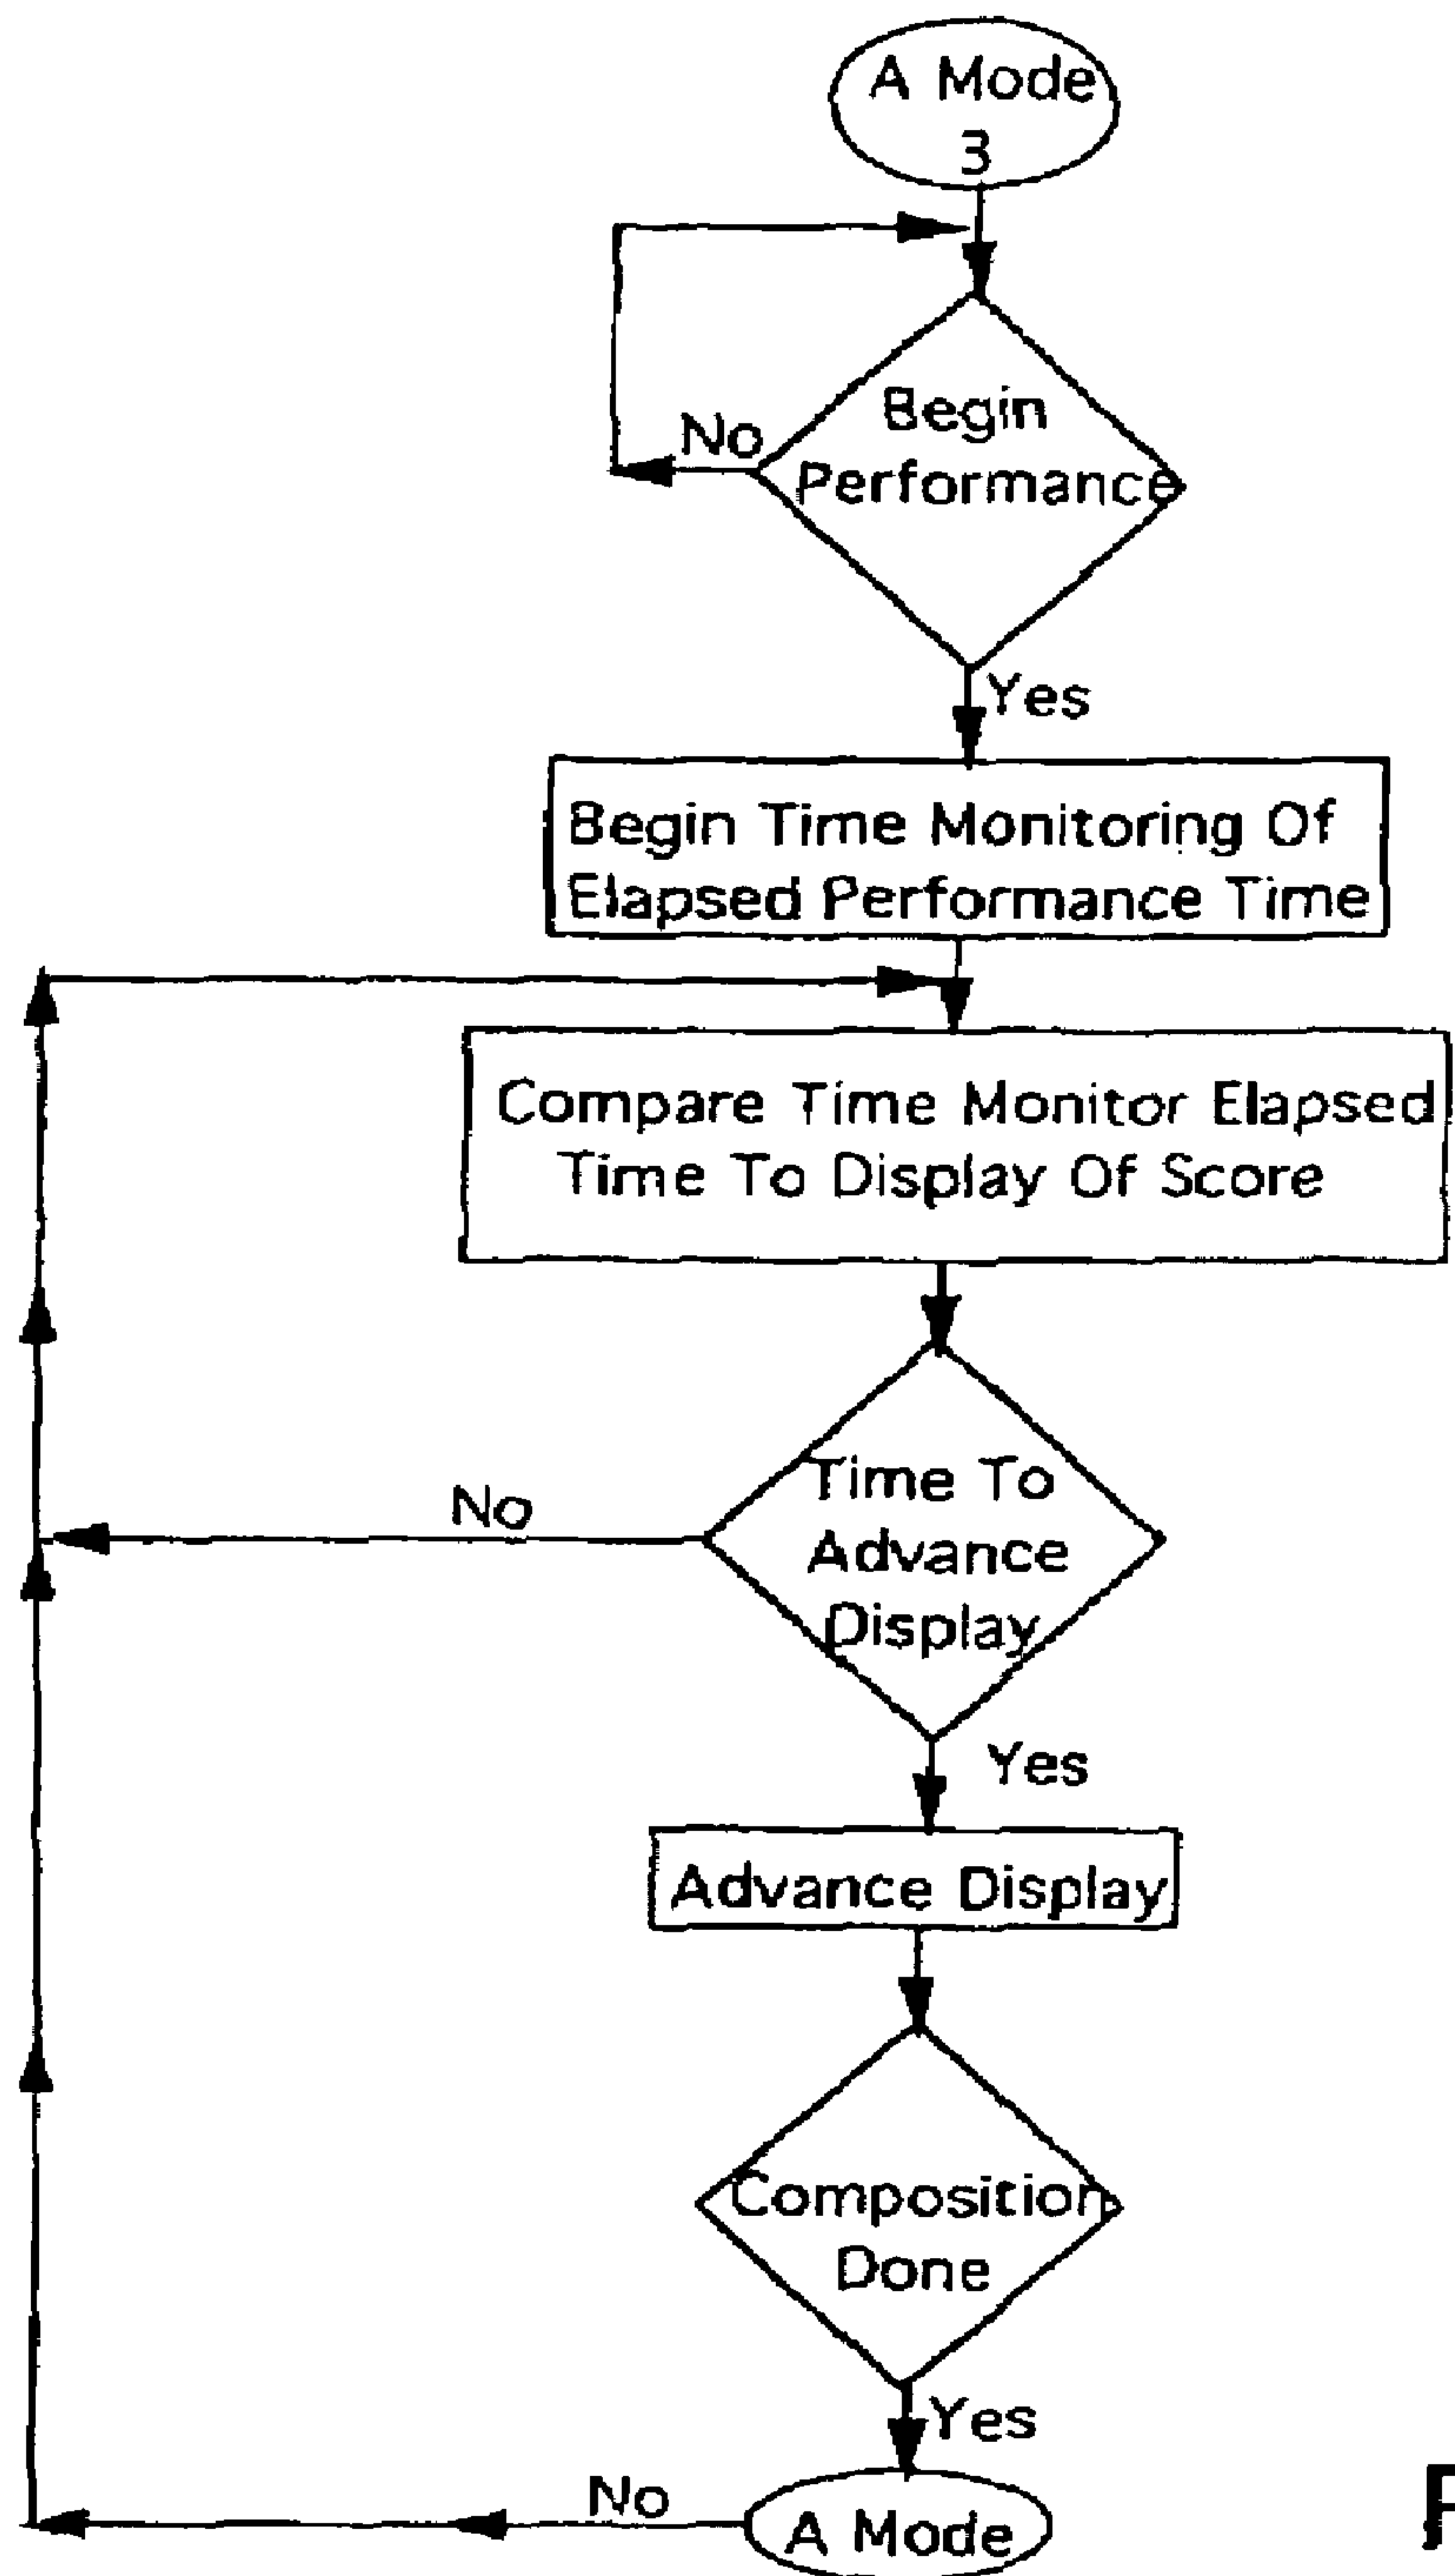 A Mode
3
No
Begin
Performance
Yes
Begin Time Monitoring Of
Elapsed Performance Time
Compare Time Monitor Elapsed
Time To Display Of Score
No
Time To
Advance
Display
Yes
Advance Display
Composition
Done
Yes
No
A Mode